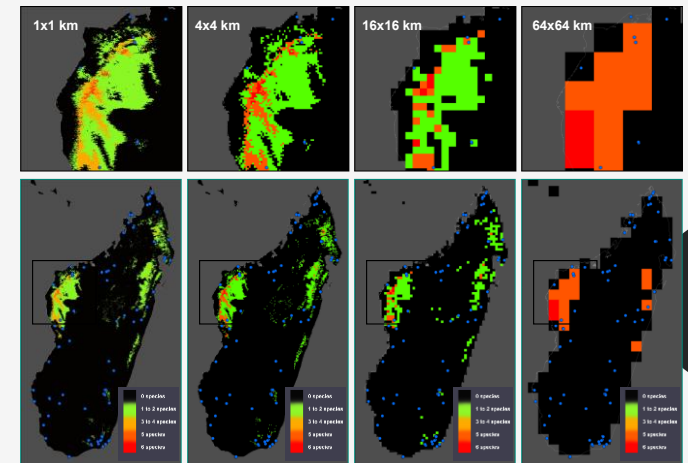 1x1 km
4x4 km
16x16 km
64x64 km
0 species
1 to 2 species
3 to 4 species
5 species
6 species
0 species
1 to 2 species
3 to 4 species
5 species
6 species
0 species
1 to 2 species
3 to 4 species
5 species
6 species
0 species
1 to 2 species
3 to 4 species
5 species
6 species